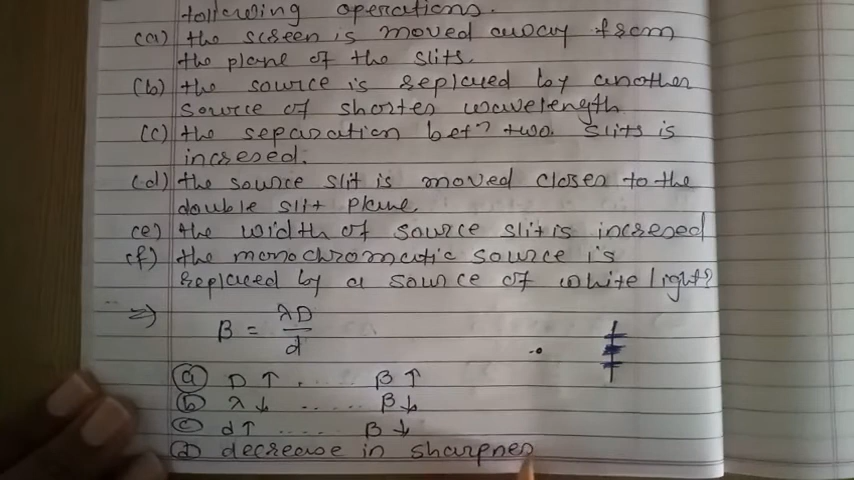 following operations.
(a) the screen is moved away from
the plane of the slits.
(b) the source is replaced by another
source of shorter wavelength
(c) the separation betn two slits is
incresed.
(d) the source slit is moved closer to the
double slit plane.
(e) the width of source slit is incresed
(f) the monochromatic source is
replaced by a source of white light?
=> β = λD/d
(a) D ↑ ....... β ↑
(b) λ ↓ ....... β ↓
(c) d ↑ ....... β ↓
(d) decrease in sharpnes